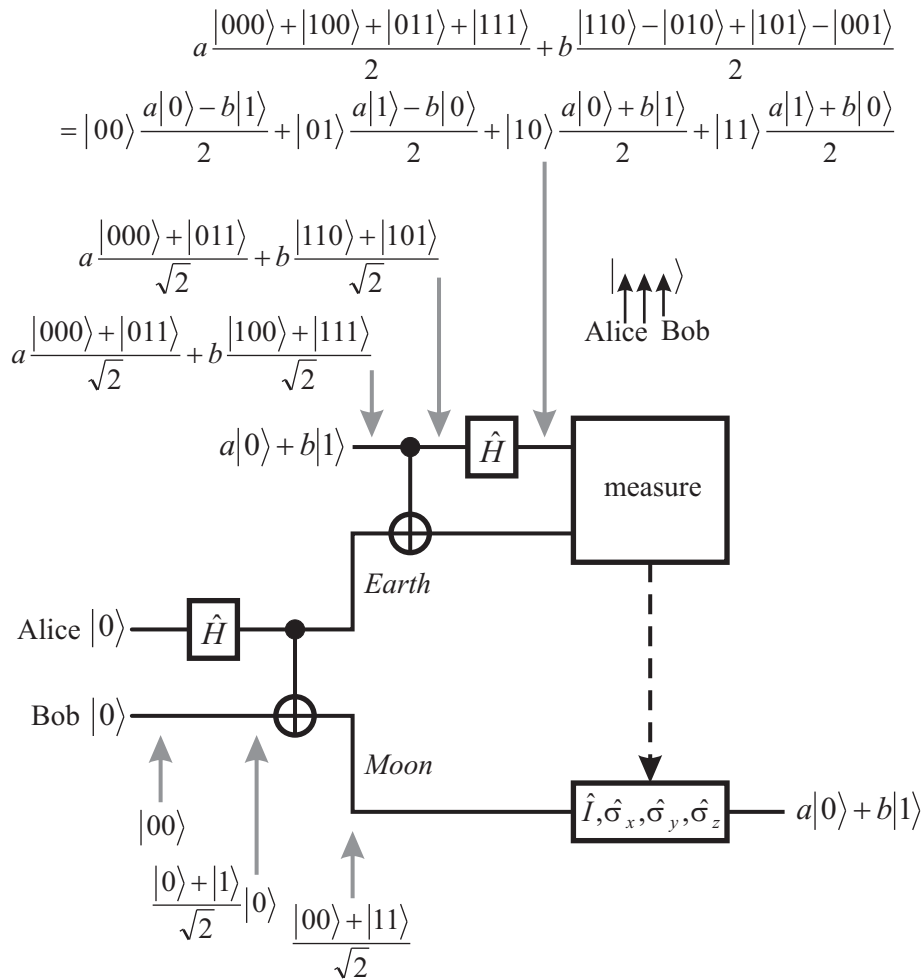 a (|000⟩+|100⟩+|011⟩+|111⟩)/2 + b (|110⟩−|010⟩+|101⟩−|001⟩)/2
= |00⟩ (a|0⟩−b|1⟩)/2 + |01⟩ (a|1⟩−b|0⟩)/2 + |10⟩ (a|0⟩+b|1⟩)/2 + |11⟩ (a|1⟩+b|0⟩)/2
a (|000⟩+|011⟩)/√2 + b (|110⟩+|101⟩)/√2
| ⟩
Alice Bob
a (|000⟩+|011⟩)/√2 + b (|100⟩+|111⟩)/√2
a|0⟩+b|1⟩
Ĥ
measure
Earth
Alice |0⟩
Ĥ
Bob |0⟩
Moon
Î, σ̂_x, σ̂_y, σ̂_z
a|0⟩+b|1⟩
|00⟩
(|0⟩+|1⟩)/√2 |0⟩
(|00⟩+|11⟩)/√2